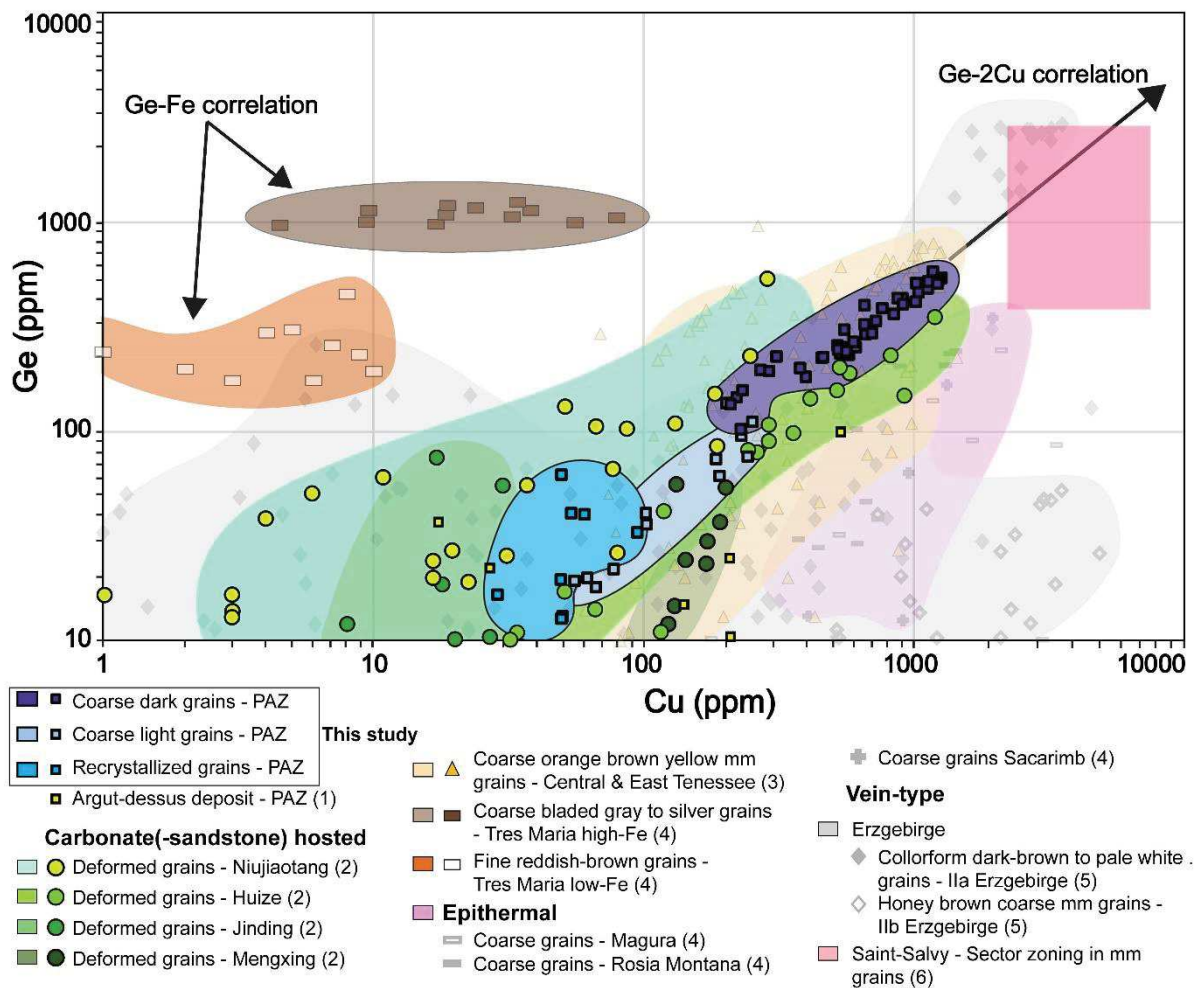 10000
Ge-Fe correlation
Ge-2Cu correlation
1000
Ge (ppm)
100
10
1
10
100
1000
10000
Cu (ppm)
Coarse dark grains - PAZ
Coarse light grains - PAZ
This study
Recrystallized grains - PAZ
Argut-dessus deposit - PAZ (1)
Carbonate(-sandstone) hosted
Deformed grains - Niujiaotang (2)
Deformed grains - Huize (2)
Deformed grains - Jinding (2)
Deformed grains - Mengxing (2)
Coarse orange brown yellow mm
grains - Central & East Tenessee (3)
Coarse bladed gray to silver grains
- Tres Maria high-Fe (4)
Fine reddish-brown grains -
Tres Maria low-Fe (4)
Epithermal
Coarse grains - Magura (4)
Coarse grains - Rosia Montana (4)
Coarse grains Sacarimb (4)
Vein-type
Erzgebirge
Collorform dark-brown to pale white .
grains - IIa Erzgebirge (5)
Honey brown coarse mm grains -
IIb Erzgebirge (5)
Saint-Salvy - Sector zoning in mm
grains (6)